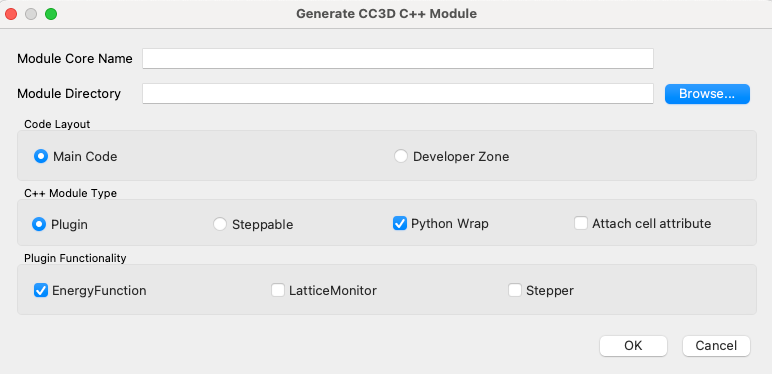 Generate CC3D C++ Module
Module Core Name
Module Directory
Browse...
Code Layout
Main Code
Developer Zone
C++ Module Type
Plugin
Steppable
Python Wrap
Attach cell attribute
Plugin Functionality
EnergyFunction
LatticeMonitor
Stepper
OK
Cancel